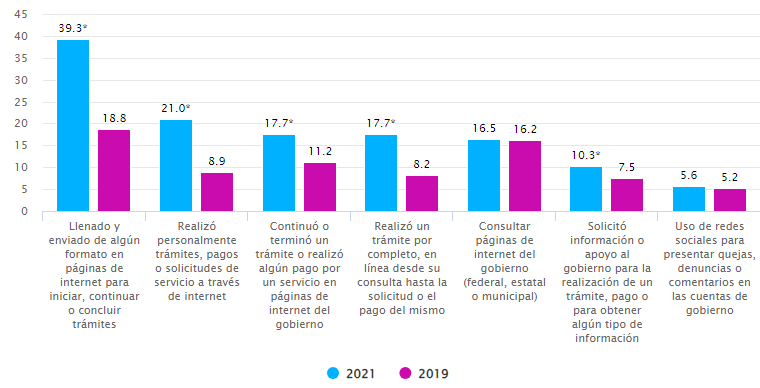 45
40
35
30
25
20
15
10
5
0
39.3*
18.8
21.0*
8.9
17.7*
11.2
17.7*
8.2
16.5
16.2
10.3*
7.5
5.6
5.2
Llenado y
enviado de algún
formato en
páginas de
internet para
iniciar, continuar
o concluir
trámites
Realizó
personalmente
trámites, pagos
o solicitudes de
servicio a través
de internet
Continuó o
terminó un
trámite o realizó
algún pago por
un servicio en
páginas de
internet del
gobierno
Realizó un
trámite por
completo, en
línea desde su
consulta hasta la
solicitud o el
pago del mismo
Consultar
páginas de
internet del
gobierno
(federal, estatal
o municipal)
Solicitó
información o
apoyo al
gobierno para la
realización de un
trámite, pago o
para obtener
algún tipo de
información
Uso de redes
sociales para
presentar quejas,
denuncias o
comentarios en
las cuentas de
gobierno
2021
2019